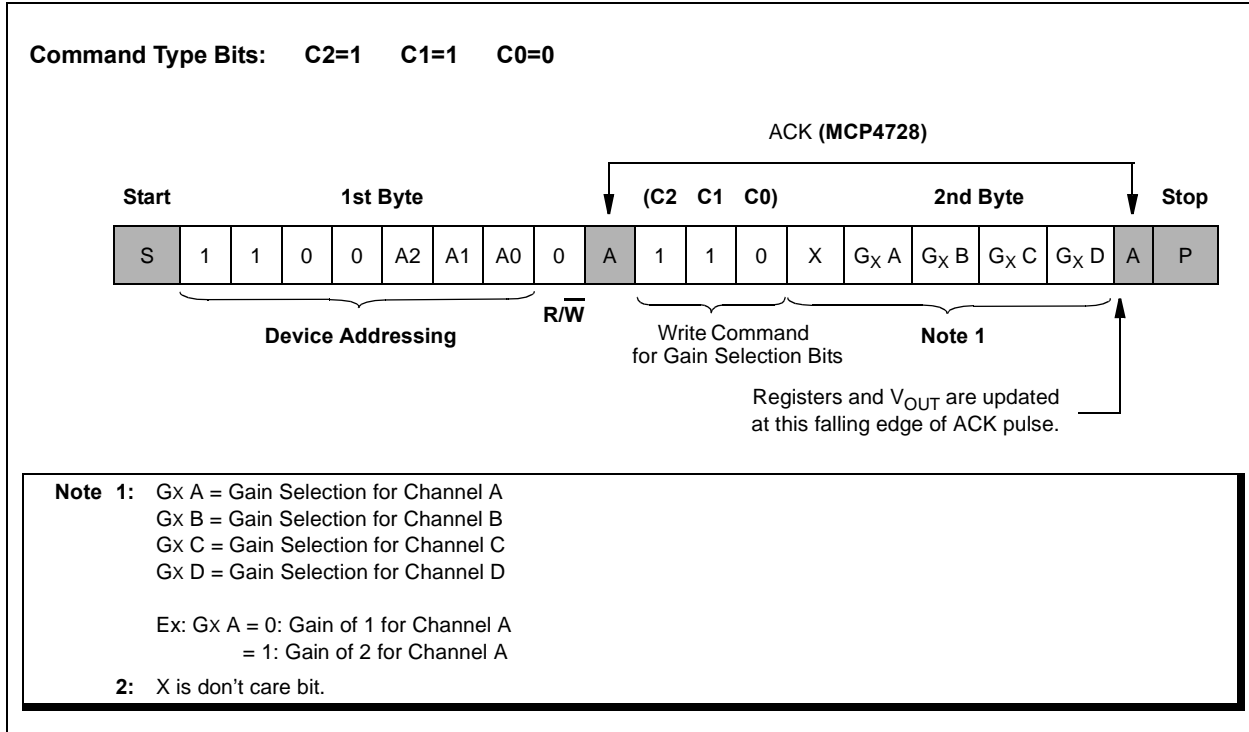 Command Type Bits: C2=1 C1=1 C0=0
ACK (MCP4728)
Start 1st Byte (C2 C1 C0) 2nd Byte Stop
S 1 1 0 0 A2 A1 A0 0 A 1 1 0 X GX A GX B GX C GX D A P
Device Addressing
R/W̅
Write Command
for Gain Selection Bits
Note 1
Registers and VOUT are updated
at this falling edge of ACK pulse.
Note 1: GX A = Gain Selection for Channel A
GX B = Gain Selection for Channel B
GX C = Gain Selection for Channel C
GX D = Gain Selection for Channel D
Ex: GX A = 0: Gain of 1 for Channel A
= 1: Gain of 2 for Channel A
2: X is don't care bit.